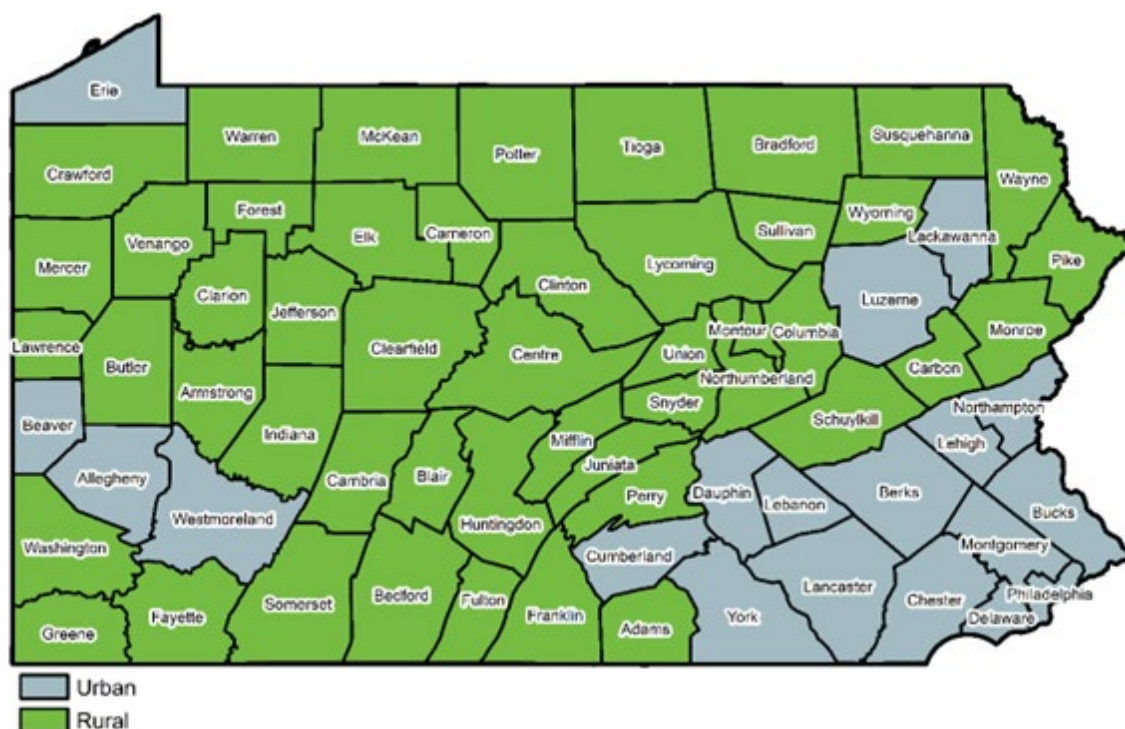 Erie
Warren
McKean
Potter
Tioga
Bradford
Susquehanna
Crawford
Wayne
Forest
Wyoming
Venango
Elk
Cameron
Sullivan
Lackawanna
Mercer
Lycoming
Pike
Clarion
Clinton
Luzerne
Jefferson
Montour
Columbia
Monroe
Lawrence
Clearfield
Centre
Union
Butler
Carbon
Armstrong
Northumberland
Snyder
Northampton
Beaver
Schuylkill
Indiana
Mifflin
Lehigh
Juniata
Allegheny
Cambria
Blair
Perry
Dauphin
Berks
Lebanon
Bucks
Westmoreland
Huntingdon
Washington
Cumberland
Montgomery
Lancaster
Philadelphia
Bedford
Fulton
Chester
Somerset
Franklin
York
Fayette
Delaware
Greene
Adams
Urban
Rural